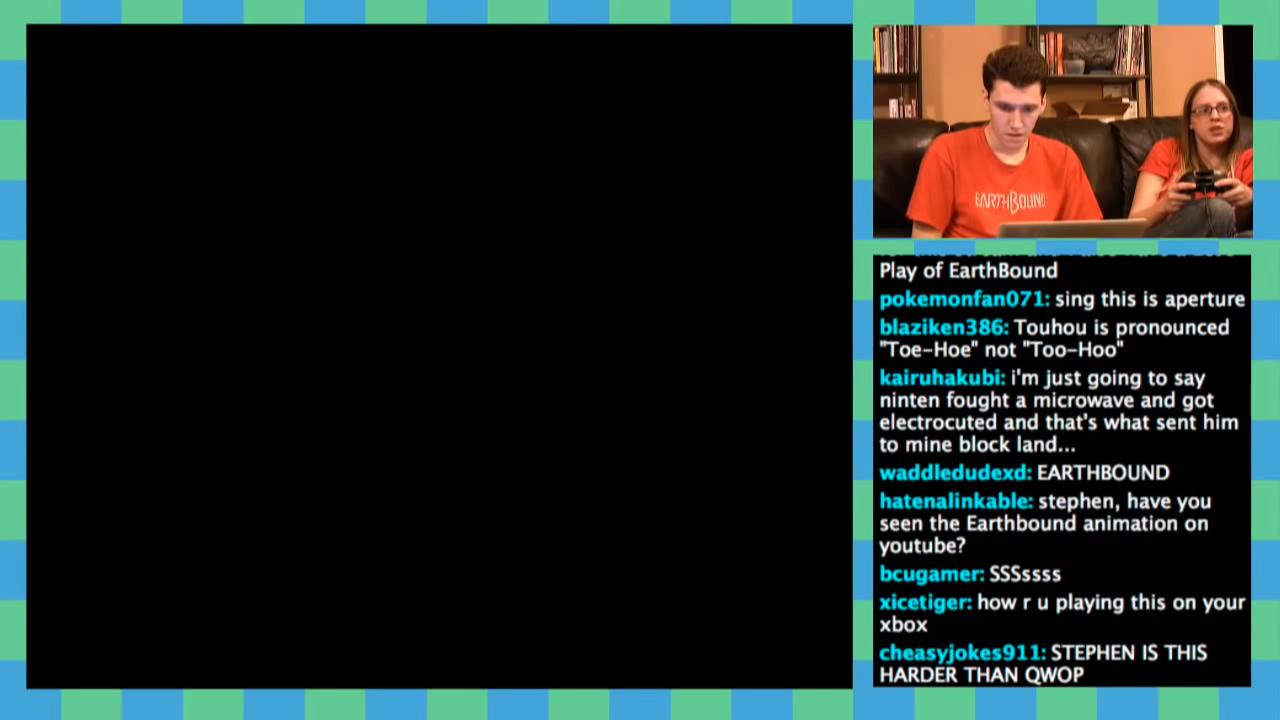 EARTHBOUND
Play of EarthBound
pokemonfan071: sing this is aperture
blaziken386: Touhou is pronounced
"Toe-Hoe" not "Too-Hoo"
kairuhakubi: i'm just going to say
ninten fought a microwave and got
electrocuted and that's what sent him
to mine block land...
waddledudexd: EARTHBOUND
hatenalinkable: stephen, have you
seen the Earthbound animation on
youtube?
bcugamer: SSSssss
xicetiger: how r u playing this on your
xbox
cheasyjokes911: STEPHEN IS THIS
HARDER THAN QWOP